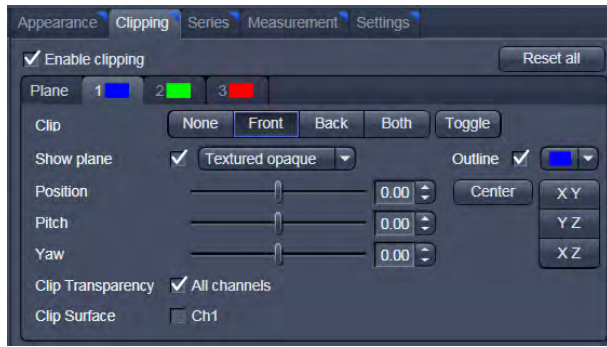 Appearance Clipping Series Measurement Settings
Enable clipping Reset all
Plane 1 2 3
Clip None Front Back Both Toggle
Show plane Textured opaque Outline
Position 0.00 Center X Y
Pitch 0.00 Y Z
Yaw 0.00 X Z
Clip Transparency All channels
Clip Surface Ch1